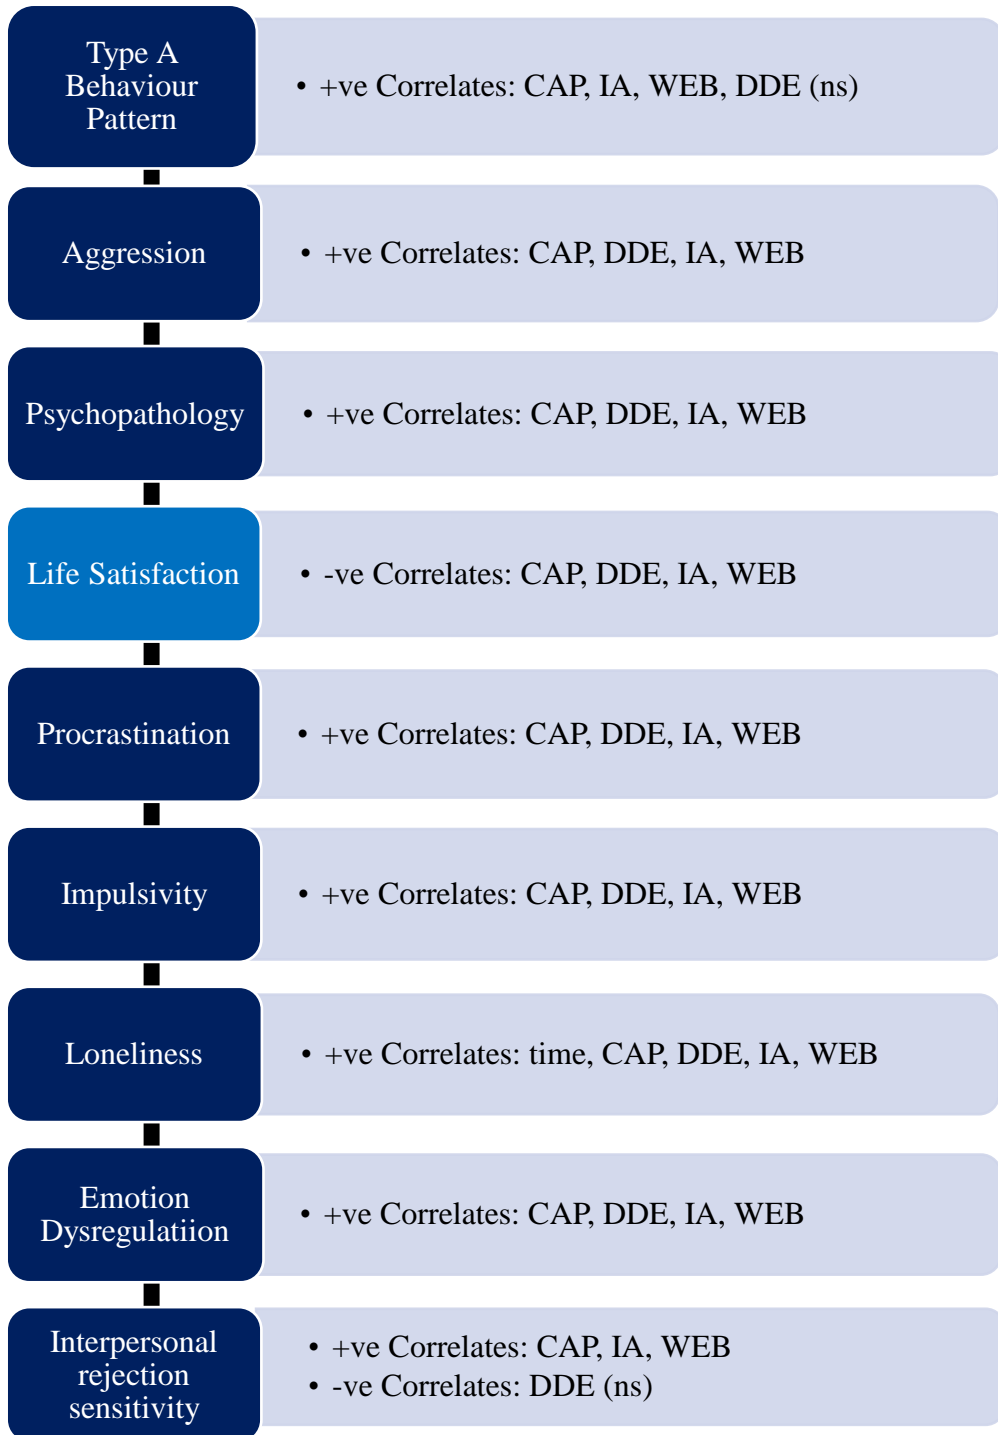 Type A
Behaviour
Pattern
• +ve Correlates: CAP, IA, WEB, DDE (ns)
Aggression
• +ve Correlates: CAP, DDE, IA, WEB
Psychopathology
• +ve Correlates: CAP, DDE, IA, WEB
Life Satisfaction
• -ve Correlates: CAP, DDE, IA, WEB
Procrastination
• +ve Correlates: CAP, DDE, IA, WEB
Impulsivity
• +ve Correlates: CAP, DDE, IA, WEB
Loneliness
• +ve Correlates: time, CAP, DDE, IA, WEB
Emotion
Dysregulatiion
• +ve Correlates: CAP, DDE, IA, WEB
Interpersonal
rejection
sensitivity
• +ve Correlates: CAP, IA, WEB
• -ve Correlates: DDE (ns)